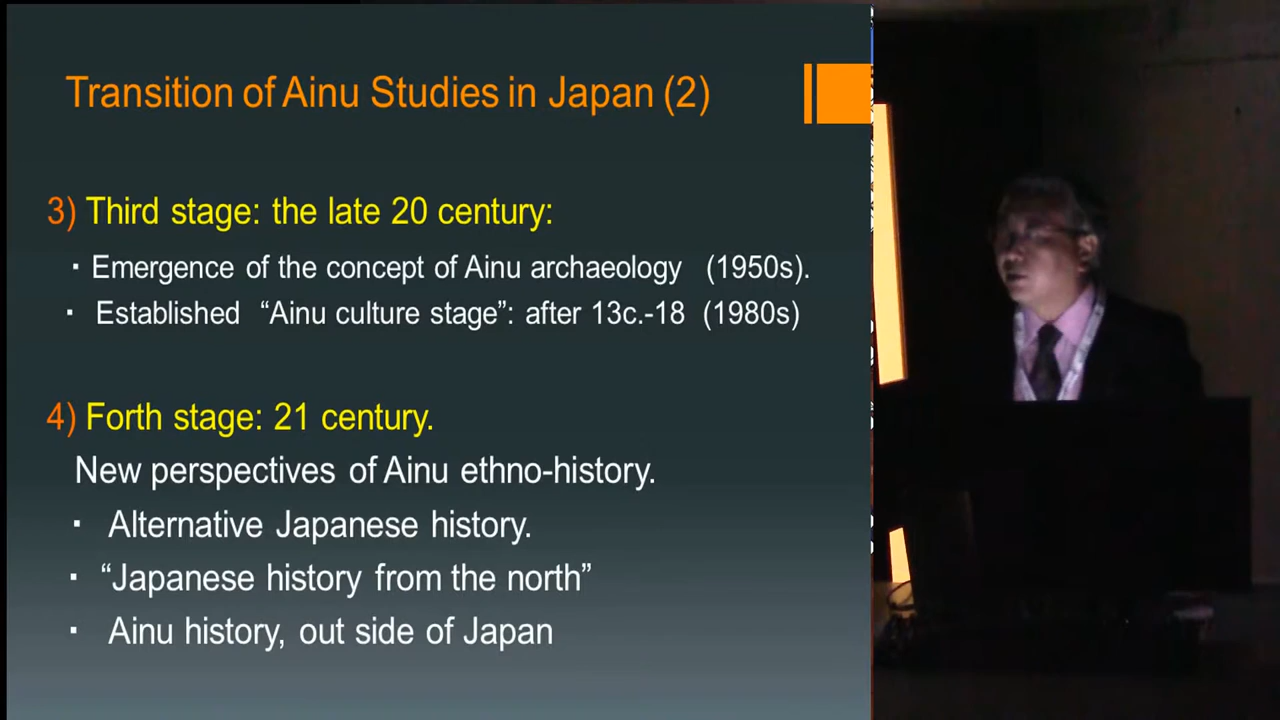 Transition of Ainu Studies in Japan (2)
3) Third stage: the late 20 century:
· Emergence of the concept of Ainu archaeology (1950s).
· Established “Ainu culture stage”: after 13c.-18 (1980s)
4) Forth stage: 21 century.
New perspectives of Ainu ethno-history.
· Alternative Japanese history.
· “Japanese history from the north”
· Ainu history, out side of Japan